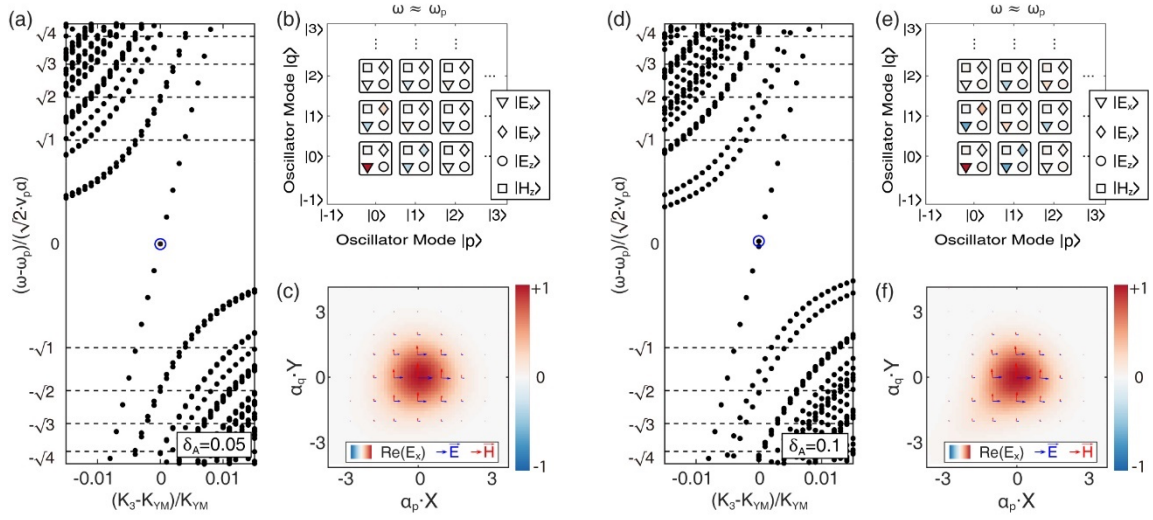 (a)
√4
√3
√2
√1
0
-√1
-√2
-√3
-√4
(ω-ωp)/(√2·νpα)
δA=0.05
-0.01
0
0.01
(K3-KYM)/KYM
(b)
ω ≈ ωp
|3⟩
|2⟩
|1⟩
|0⟩
|-1⟩
Oscillator Mode |q⟩
|-1⟩
|0⟩
|1⟩
|2⟩
|3⟩
Oscillator Mode |p⟩
|Ex⟩
|Ey⟩
|Ez⟩
|Hz⟩
(c)
3
0
-3
αq·Y
Re(Ex)
E
H
-3
0
3
αp·X
+1
0
-1
(d)
√4
√3
√2
√1
0
-√1
-√2
-√3
-√4
(ω-ωp)/(√2·νpα)
δA=0.1
-0.01
0
0.01
(K3-KYM)/KYM
(e)
ω ≈ ωp
|3⟩
|2⟩
|1⟩
|0⟩
|-1⟩
Oscillator Mode |q⟩
|-1⟩
|0⟩
|1⟩
|2⟩
|3⟩
Oscillator Mode |p⟩
|Ex⟩
|Ey⟩
|Ez⟩
|Hz⟩
(f)
3
0
-3
αq·Y
Re(Ex)
E
H
-3
0
3
αp·X
+1
0
-1